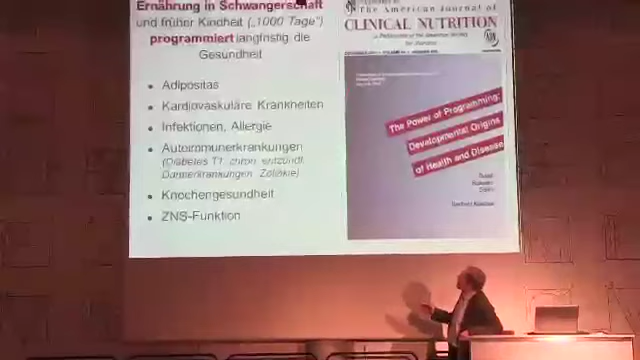 Ernährung in Schwangerschaft
und früher Kindheit („1000 Tage")
programmiert langfristig die
Gesundheit
• Adipositas
• Kardiovaskuläre Krankheiten
• Infektionen, Allergie
• Autoimmunerkrankungen
(Diabetes T1, chron. entzündl.
Darmerkrankungen, Zöliakie)
• Knochengesundheit
• ZNS-Funktion
The American Journal of
CLINICAL NUTRITION
The Power of Programming:
Developmental Origins
of Health and Disease